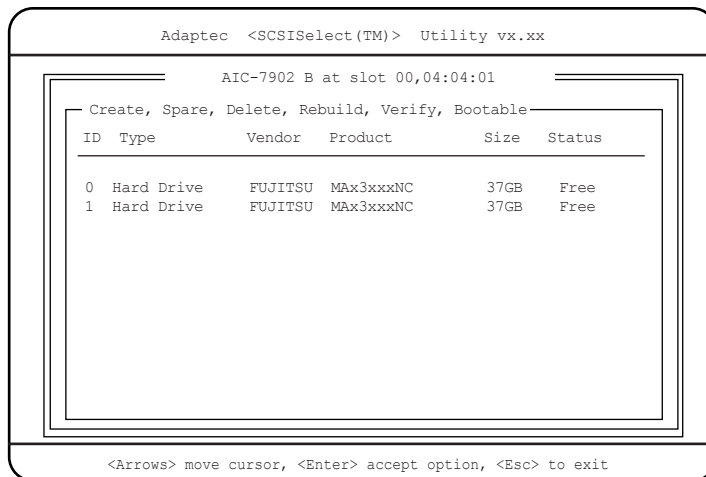 Adaptec <SCSISelect(TM)> Utility vx.xx
AIC-7902 B at slot 00,04:04:01
Create, Spare, Delete, Rebuild, Verify, Bootable
ID Type Vendor Product Size Status
0 Hard Drive FUJITSU MAx3xxxNC 37GB Free
1 Hard Drive FUJITSU MAx3xxxNC 37GB Free
<Arrows> move cursor, <Enter> accept option, <Esc> to exit